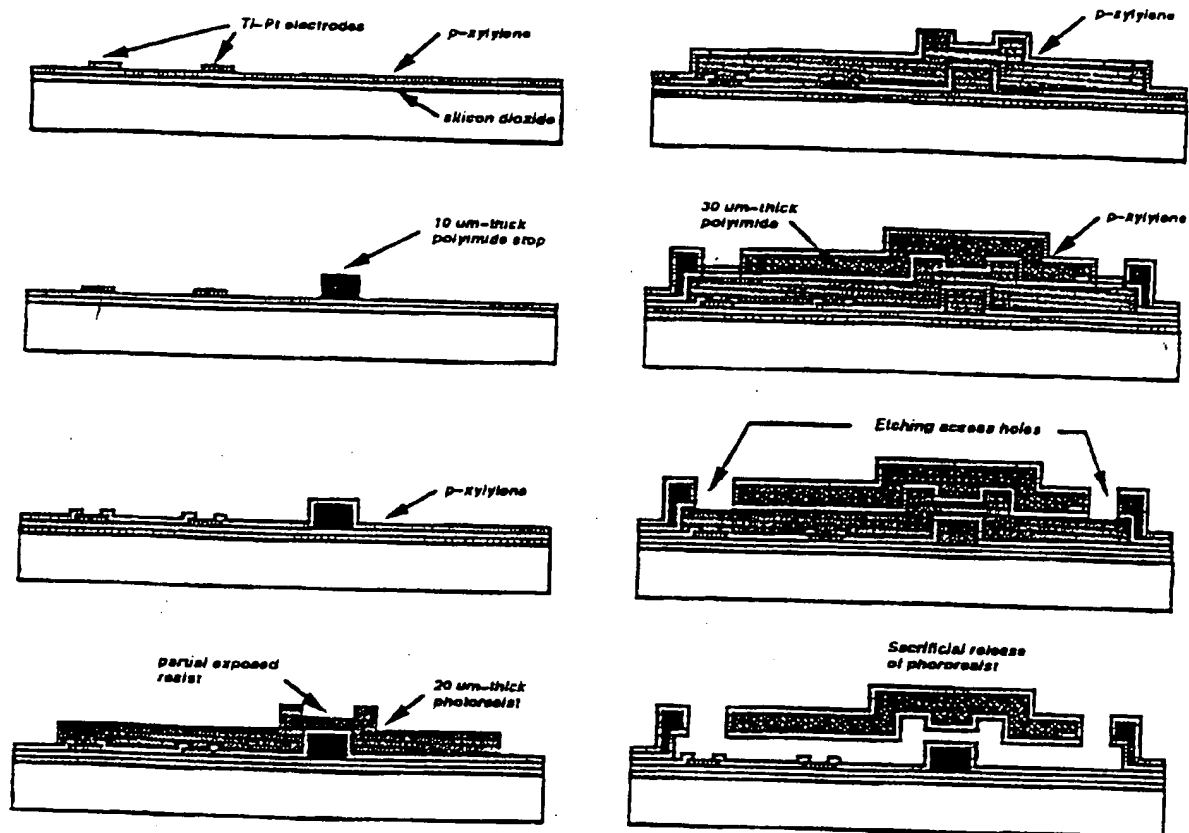 Ti-Pt electrodes
p-xylylene
silicon dioxide
10 um-thick
polyimide stop
p-xylylene
partial exposed
resist
20 um-thick
photoresist
p-xylylene
30 um-thick
polyimide
p-xylylene
Etching access holes
Sacrificial release
of phororesist